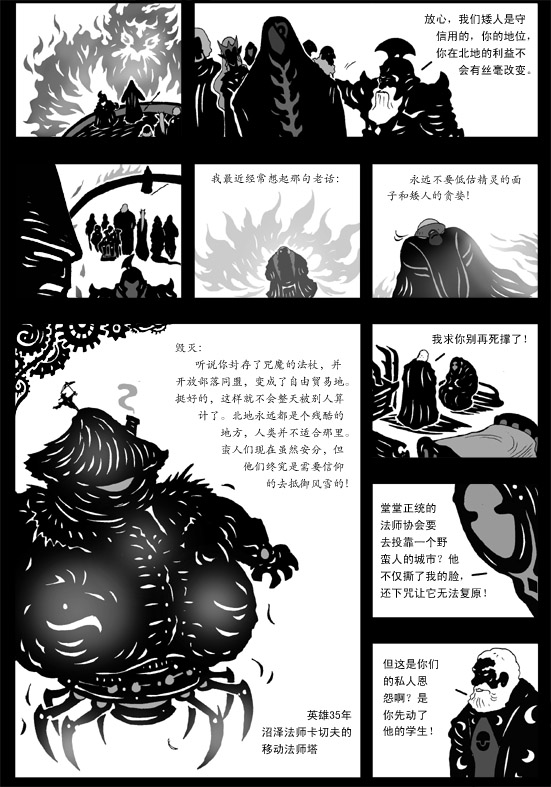 放心，我们矮人是守
信用的，你的地位，
你在北地的利益不
会有丝毫改变。
我最近经常想起那句老话：
永远不要低估精灵的面
子和矮人的贪婪！
毁灭：
听说你封存了咒魔的法杖，并
开放部落同盟，变成了自由贸易地。
挺好的，这样就不会整天被别人算
计了。北地永远都是个残酷的
地方，人类并不适合那里。
蛮人们现在虽然安分，但
他们终究是需要信仰
的去抵御风雪的！
英雄35年
沼泽法师卡切夫的
移动法师塔
我求你别再死撑了！
堂堂正统的
法师协会要
去投靠一个野
蛮人的城市？他
不仅撕了我的脸，
还下咒让它无法复原！
但这是你们
的私人恩
怨啊？是
你先动了
他的学生！